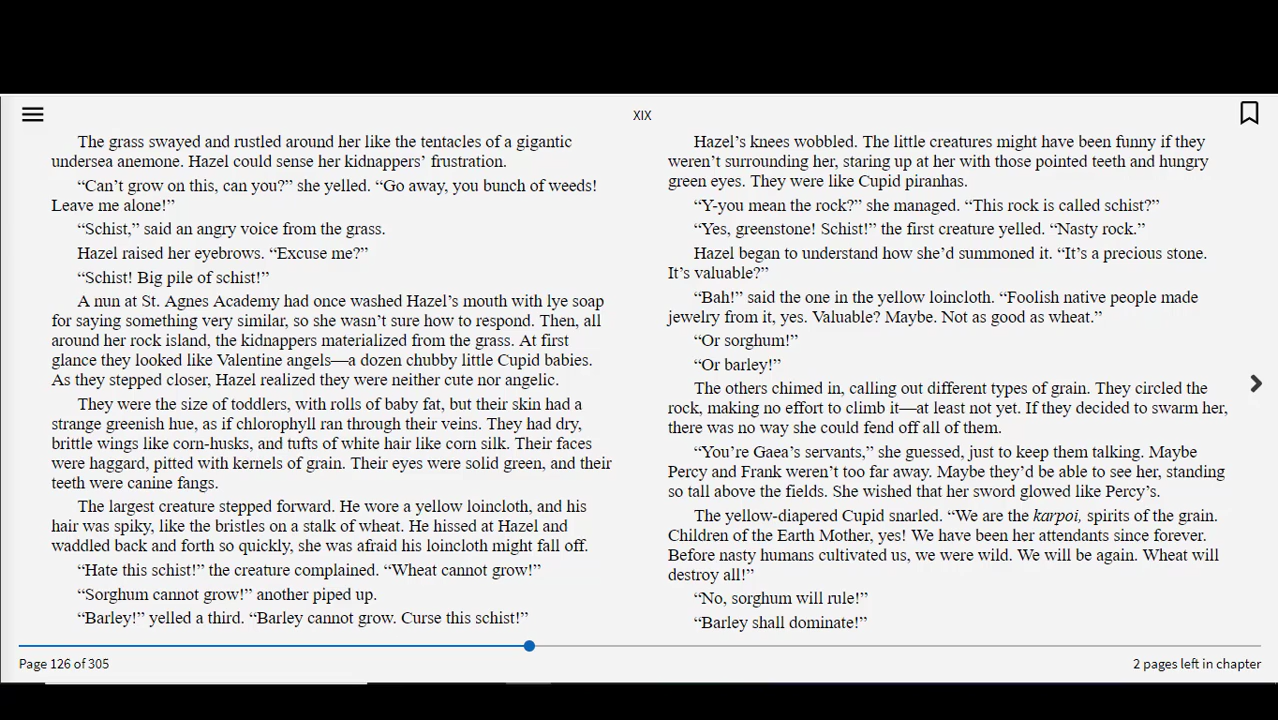 XIX
The grass swayed and rustled around her like the tentacles of a gigantic
undersea anemone. Hazel could sense her kidnappers’ frustration.
“Can’t grow on this, can you?” she yelled. “Go away, you bunch of weeds!
Leave me alone!”
“Schist,” said an angry voice from the grass.
Hazel raised her eyebrows. “Excuse me?”
“Schist! Big pile of schist!”
A nun at St. Agnes Academy had once washed Hazel’s mouth with lye soap
for saying something very similar, so she wasn’t sure how to respond. Then, all
around her rock island, the kidnappers materialized from the grass. At first
glance they looked like Valentine angels—a dozen chubby little Cupid babies.
As they stepped closer, Hazel realized they were neither cute nor angelic.
They were the size of toddlers, with rolls of baby fat, but their skin had a
strange greenish hue, as if chlorophyll ran through their veins. They had dry,
brittle wings like corn-husks, and tufts of white hair like corn silk. Their faces
were haggard, pitted with kernels of grain. Their eyes were solid green, and their
teeth were canine fangs.
The largest creature stepped forward. He wore a yellow loincloth, and his
hair was spiky, like the bristles on a stalk of wheat. He hissed at Hazel and
waddled back and forth so quickly, she was afraid his loincloth might fall off.
“Hate this schist!” the creature complained. “Wheat cannot grow!”
“Sorghum cannot grow!” another piped up.
“Barley!” yelled a third. “Barley cannot grow. Curse this schist!”
Hazel’s knees wobbled. The little creatures might have been funny if they
weren’t surrounding her, staring up at her with those pointed teeth and hungry
green eyes. They were like Cupid piranhas.
“Y-you mean the rock?” she managed. “This rock is called schist?”
“Yes, greenstone! Schist!” the first creature yelled. “Nasty rock.”
Hazel began to understand how she’d summoned it. “It’s a precious stone.
It’s valuable?”
“Bah!” said the one in the yellow loincloth. “Foolish native people made
jewelry from it, yes. Valuable? Maybe. Not as good as wheat.”
“Or sorghum!”
“Or barley!”
The others chimed in, calling out different types of grain. They circled the
rock, making no effort to climb it—at least not yet. If they decided to swarm her,
there was no way she could fend off all of them.
“You’re Gaea’s servants,” she guessed, just to keep them talking. Maybe
Percy and Frank weren’t too far away. Maybe they’d be able to see her, standing
so tall above the fields. She wished that her sword glowed like Percy’s.
The yellow-diapered Cupid snarled. “We are the karpoi, spirits of the grain.
Children of the Earth Mother, yes! We have been her attendants since forever.
Before nasty humans cultivated us, we were wild. We will be again. Wheat will
destroy all!”
“No, sorghum will rule!”
“Barley shall dominate!”
Page 126 of 305
2 pages left in chapter